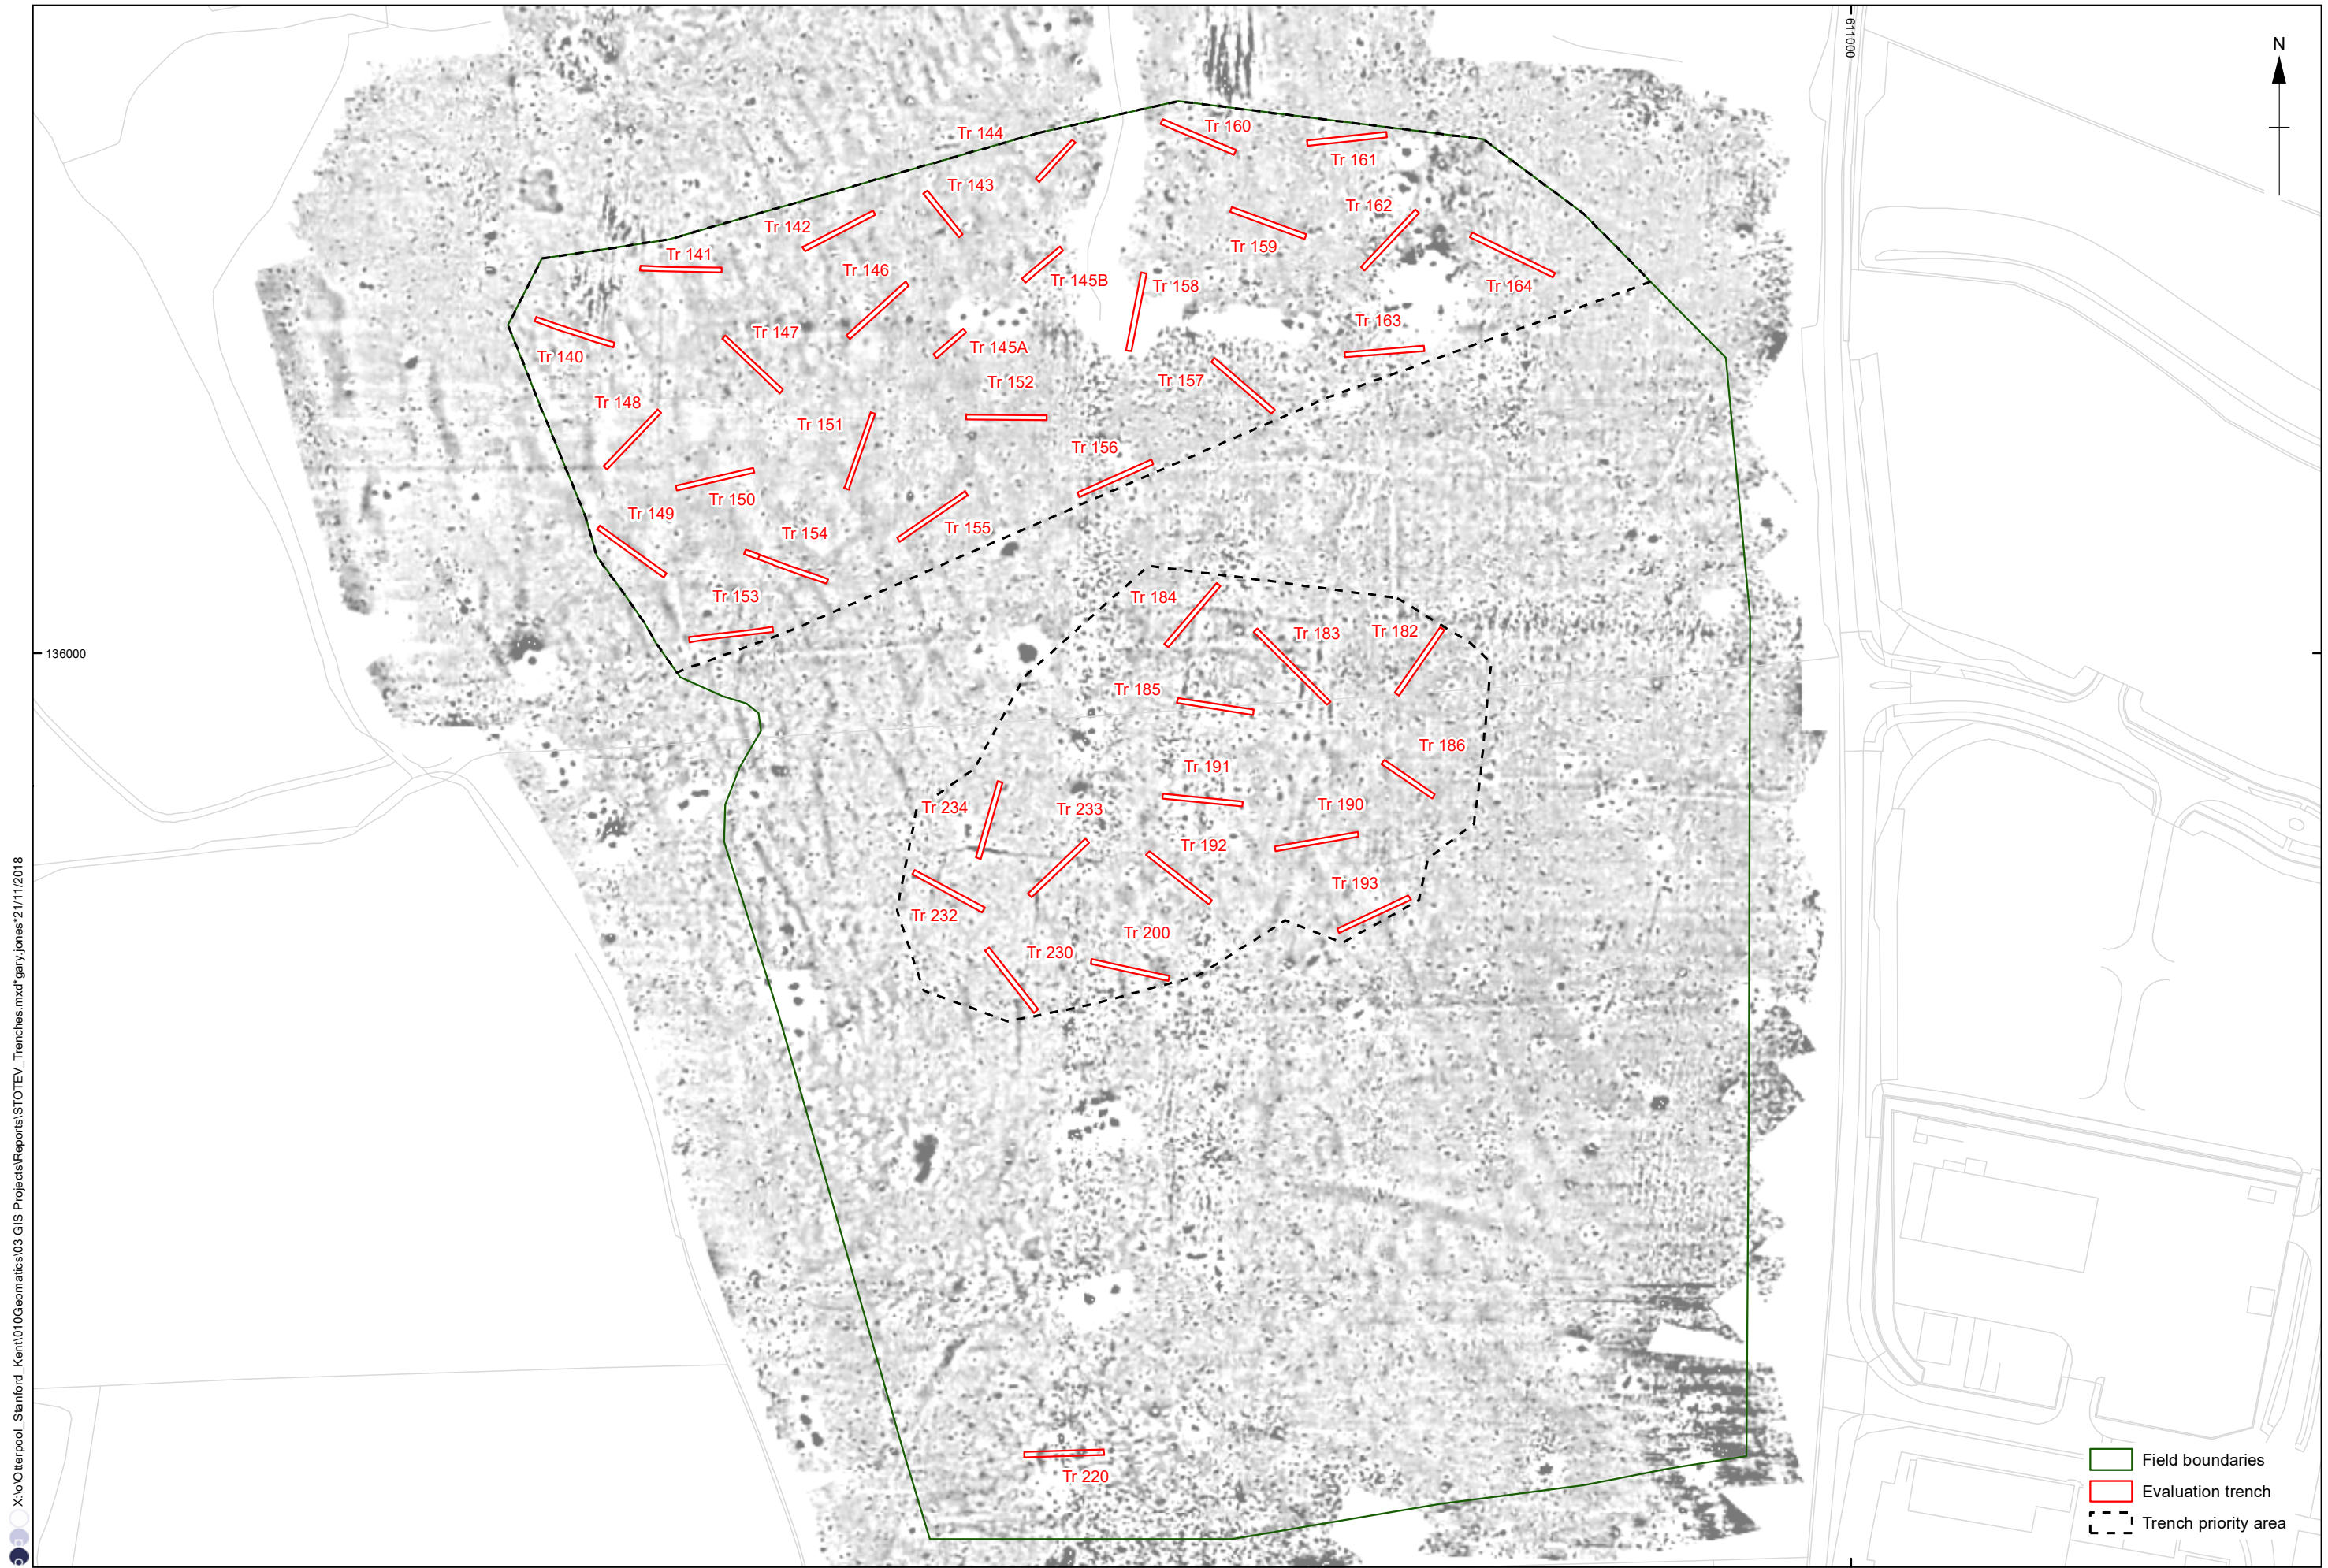 611000
N
Tr 144
Tr 160
Tr 161
Tr 143
Tr 162
Tr 142
Tr 159
Tr 141
Tr 146
Tr 145B
Tr 158
Tr 164
Tr 163
Tr 147
Tr 145A
Tr 140
Tr 152
Tr 157
Tr 148
Tr 151
Tr 156
Tr 150
Tr 149
Tr 155
Tr 154
Tr 153
Tr 184
Tr 183
Tr 182
136000
Tr 185
Tr 186
Tr 191
Tr 190
Tr 234
Tr 233
Tr 192
Tr 193
Tr 232
Tr 200
Tr 230
Tr 220
Field boundaries
Evaluation trench
Trench priority area
X:\o\Otterpool_Stanford_Kent\010Geomatics\03 GIS Projects\Reports\STOTEV_Trenches.mxd*gary.jones*21/11/2018